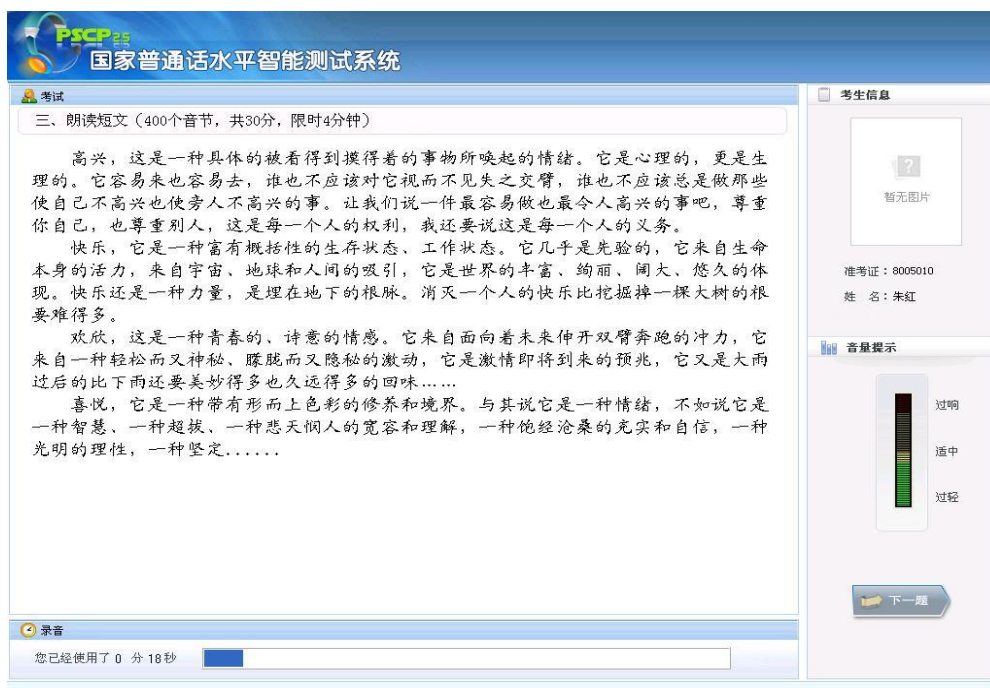 PSCP2.5
国家普通话水平智能测试系统
考试
三、朗读短文（400个音节，共30分，限时4分钟）
高兴，这是一种具体的被看得到摸得着的事物所唤起的情绪。它是心理的，更是生
理的。它容易来也容易去，谁也不应该对它视而不见失之交臂，谁也不应该总是做那些
使自己不高兴也使旁人不高兴的事。让我们说一件最容易做也最令人高兴的事吧，尊重
你自己，也尊重别人，这是每一个人的权利，我还要说这是每一个人的义务。
快乐，它是一种富有概括性的生存状态、工作状态。它几乎是先验的，它来自生命
本身的活力，来自宇宙、地球和人间的吸引，它是世界的丰富、绚丽、阔大、悠久的体
现。快乐还是一种力量，是埋在地下的根脉。消灭一个人的快乐比挖掘掉一棵大树的根
要难得多。
欢欣，这是一种青春的、诗意的情感。它来自面向着未来伸开双臂奔跑的冲力，它
来自一种轻松而又神秘、朦胧而又隐秘的激动，它是激情即将到来的预兆，它又是大雨
过后的比下雨还要美妙得多也久远得多的回味……
喜悦，它是一种带有形而上色彩的修养和境界。与其说它是一种情绪，不如说它是
一种智慧、一种超拔、一种悲天悯人的宽容和理解，一种饱经沧桑的充实和自信，一种
光明的理性，一种坚定......
录音
您已经使用了 0 分 18秒
考生信息
?
暂无图片
准考证：8005010
姓 名：朱红
音量提示
过响
适中
过轻
下一题